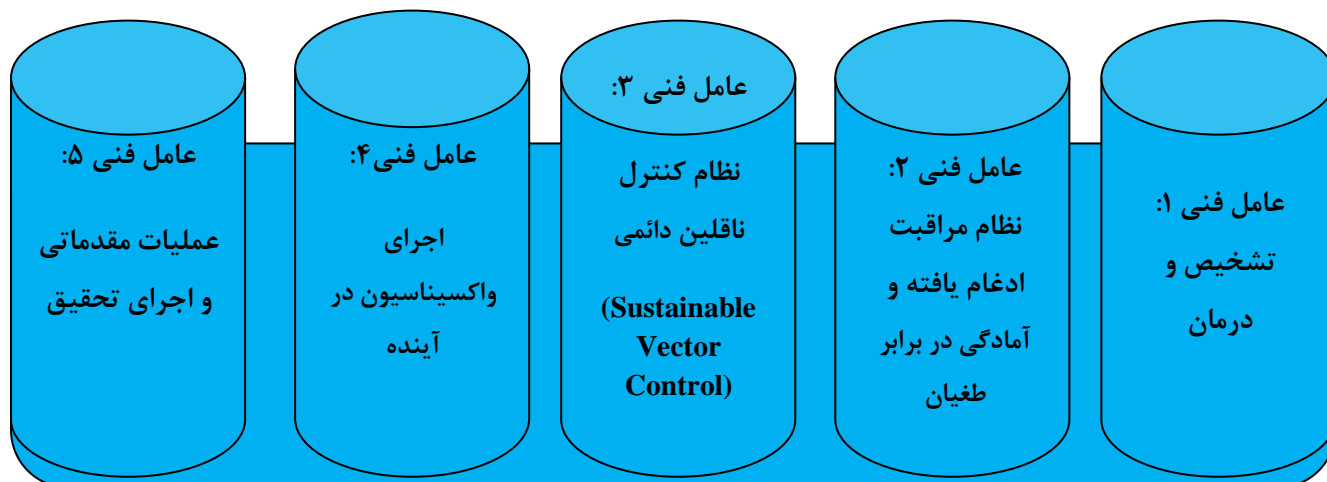 عامل فنی ۱:
تشخیص و
درمان
عامل فنی ۲:
نظام مراقبت
ادغام یافته و
آمادگی در برابر
طغیان
عامل فنی ۳:
نظام کنترل
ناقلین دائمی
(Sustainable
Vector
Control)
عامل فنی۴:
اجرای
واکسیناسیون در
آینده
عامل فنی ۵:
عملیات مقدماتی
و اجرای تحقیق